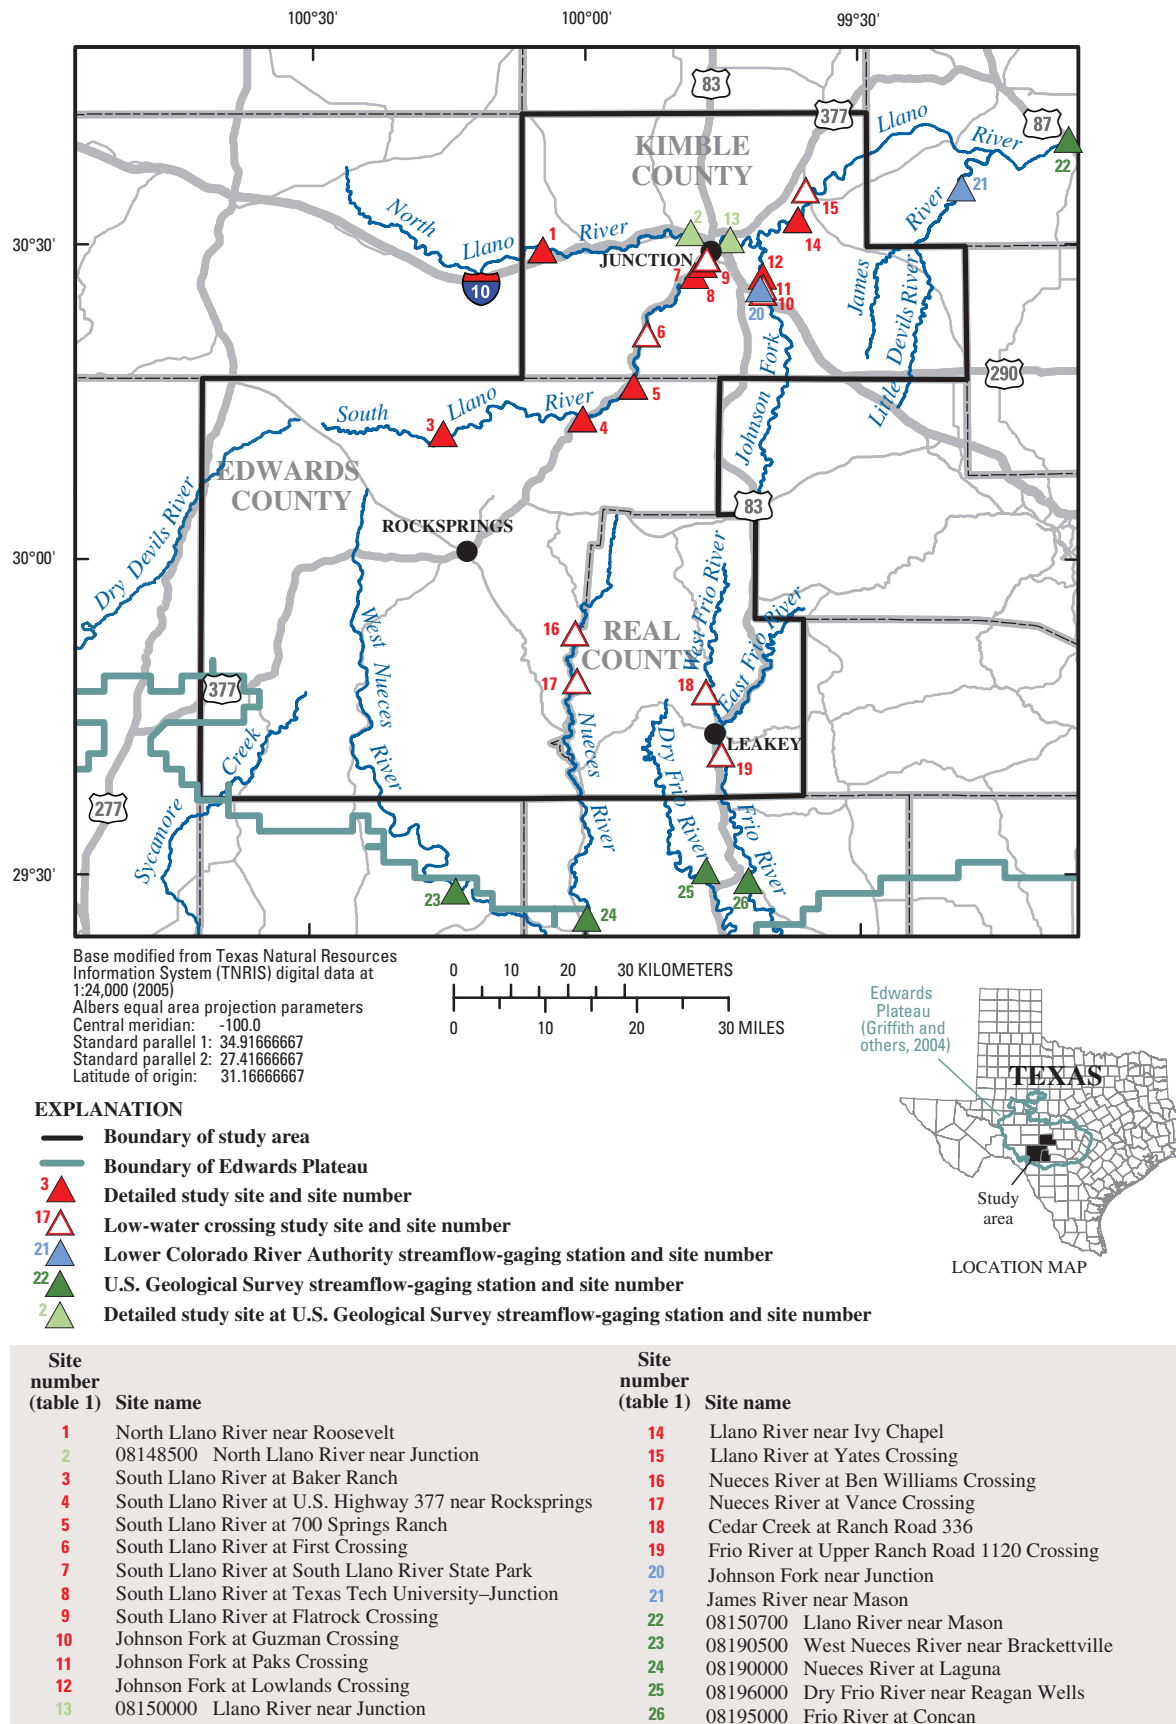 100°30'
100°00'
99°30'
83
377
87
Llano
River
KIMBLE
COUNTY
22
21
15
14
North
Llano
River
1
2
13
30°30'
JUNCTION
10
7
8
9
12
11
10
20
River
James
Little Devils River
6
5
290
Johnson Fork
South
Llano
River
3
4
EDWARDS
COUNTY
83
ROCKSPRINGS
30°00'
Dry Devils River
West Nueces River
16
17
REAL
COUNTY
West Frio River
East Frio River
18
377
Nueces
River
Dry Frio River
LEAKEY
19
Frio River
Creek
Sycamore
277
29°30'
23
24
25
26
Base modified from Texas Natural Resources
Information System (TNRIS) digital data at
1:24,000 (2005)
Albers equal area projection parameters
Central meridian: -100.0
Standard parallel 1: 34.91666667
Standard parallel 2: 27.41666667
Latitude of origin: 31.16666667
0 10 20 30 KILOMETERS
0 10 20 30 MILES
Edwards
Plateau
(Griffith and
others, 2004)
TEXAS
Study
area
LOCATION MAP
EXPLANATION
Boundary of study area
Boundary of Edwards Plateau
3 Detailed study site and site number
17 Low-water crossing study site and site number
21 Lower Colorado River Authority streamflow-gaging station and site number
22 U.S. Geological Survey streamflow-gaging station and site number
2 Detailed study site at U.S. Geological Survey streamflow-gaging station and site number
Site
number
(table 1) Site name
1 North Llano River near Roosevelt
2 08148500 North Llano River near Junction
3 South Llano River at Baker Ranch
4 South Llano River at U.S. Highway 377 near Rocksprings
5 South Llano River at 700 Springs Ranch
6 South Llano River at First Crossing
7 South Llano River at South Llano River State Park
8 South Llano River at Texas Tech University–Junction
9 South Llano River at Flatrock Crossing
10 Johnson Fork at Guzman Crossing
11 Johnson Fork at Paks Crossing
12 Johnson Fork at Lowlands Crossing
13 08150000 Llano River near Junction
Site
number
(table 1) Site name
14 Llano River near Ivy Chapel
15 Llano River at Yates Crossing
16 Nueces River at Ben Williams Crossing
17 Nueces River at Vance Crossing
18 Cedar Creek at Ranch Road 336
19 Frio River at Upper Ranch Road 1120 Crossing
20 Johnson Fork near Junction
21 James River near Mason
22 08150700 Llano River near Mason
23 08190500 West Nueces River near Brackettville
24 08190000 Nueces River at Laguna
25 08196000 Dry Frio River near Reagan Wells
26 08195000 Frio River at Concan